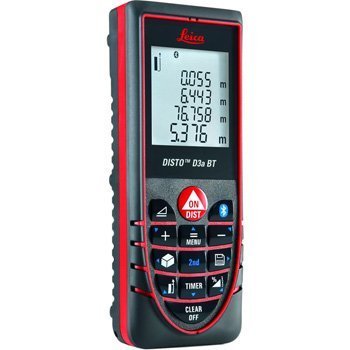 Leica
0.055 m
6.443 m
76.758 m
5.376 m
DISTO™ D3a BT
ON
DIST
+ = −
MENU
2nd
TIMER
CLEAR
OFF